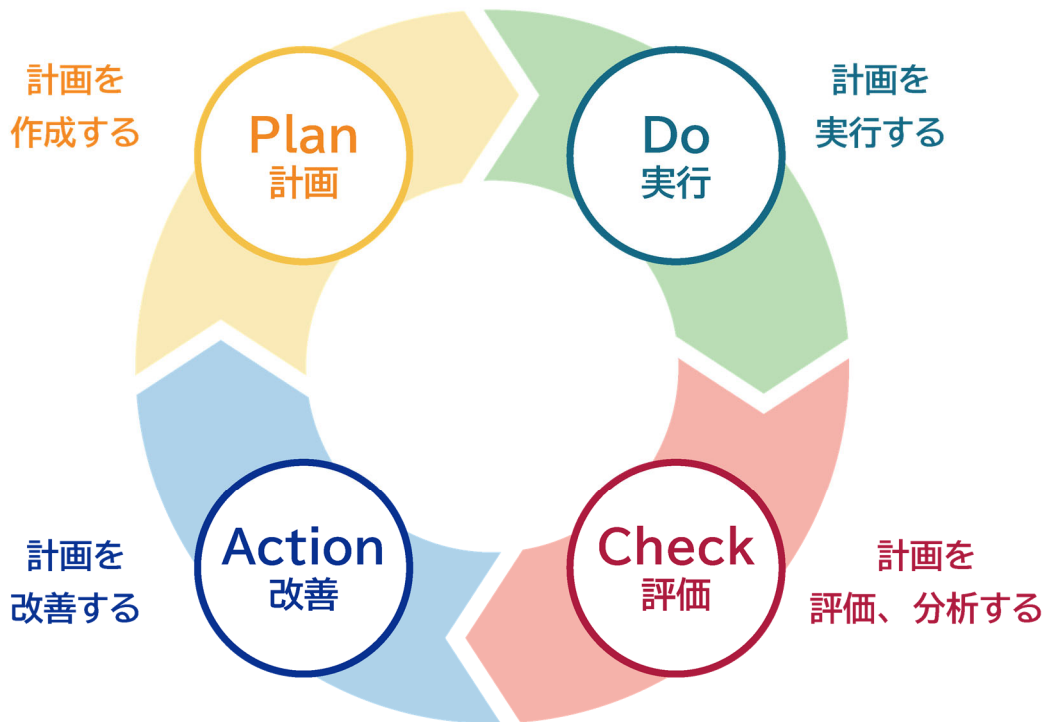 計画を
作成する
Plan
計画
Do
実行
計画を
実行する
Action
改善
計画を
改善する
Check
評価
計画を
評価、分析する